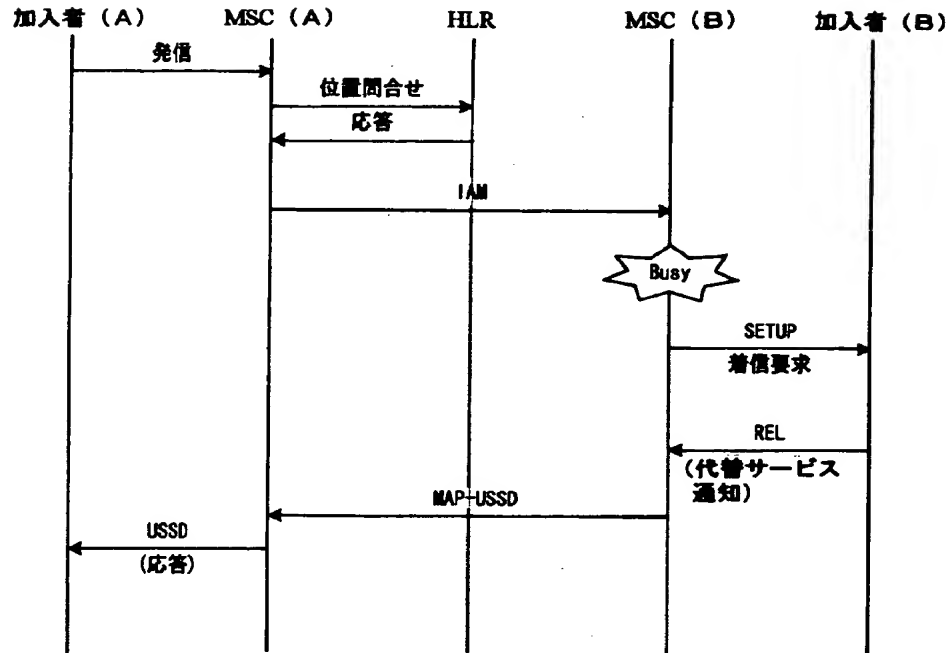 加入者（A） MSC（A） HLR MSC（B） 加入者（B）
発信
位置問合せ
応答
IAM
Busy
SETUP
着信要求
REL
(代替サービス
通知)
MAP-USSD
USSD
(応答)